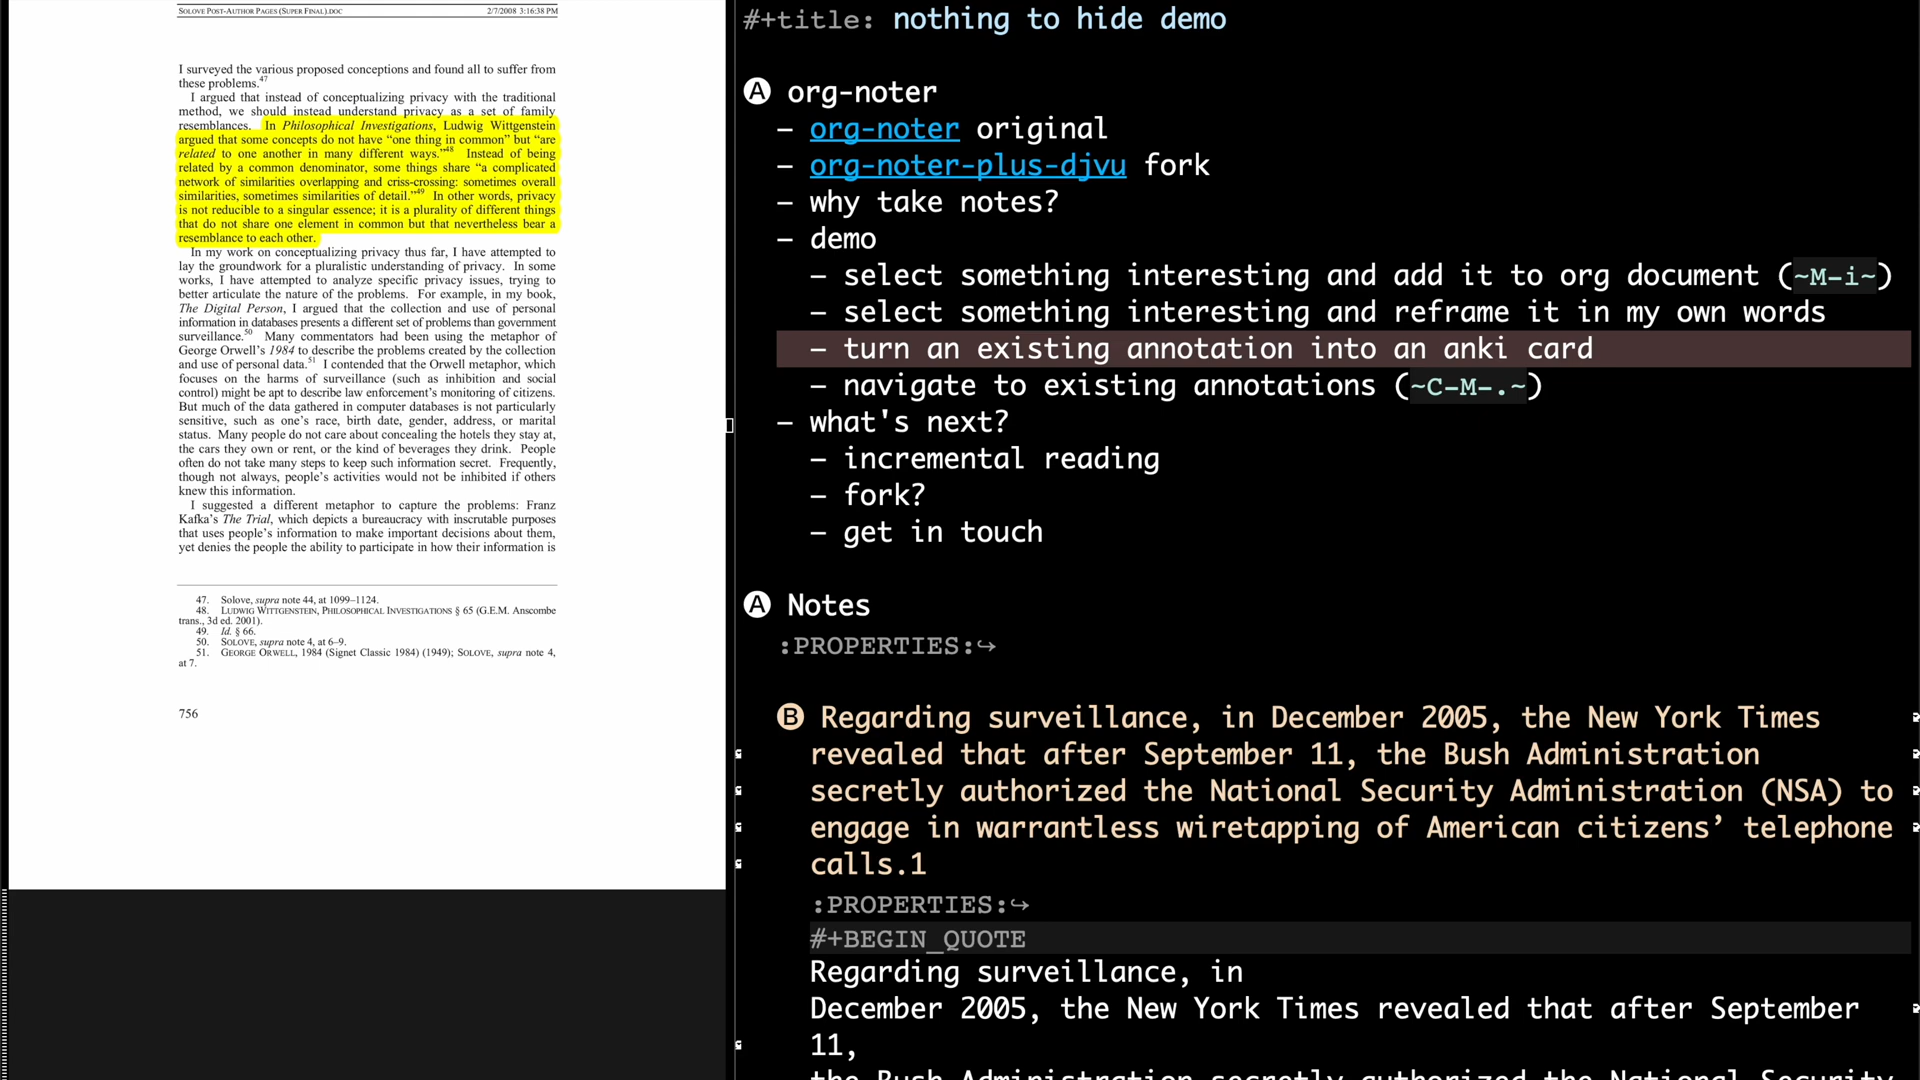 SOLOVE POST-AUTHOR PAGES (SUPER FINAL).DOC 2/7/2008 3:16:38 PM
I surveyed the various proposed conceptions and found all to suffer from
these problems.47
I argued that instead of conceptualizing privacy with the traditional
method, we should instead understand privacy as a set of family
resemblances. In Philosophical Investigations, Ludwig Wittgenstein
argued that some concepts do not have “one thing in common” but “are
related to one another in many different ways.”48 Instead of being
related by a common denominator, some things share “a complicated
network of similarities overlapping and criss-crossing: sometimes overall
similarities, sometimes similarities of detail.”49 In other words, privacy
is not reducible to a singular essence; it is a plurality of different things
that do not share one element in common but that nevertheless bear a
resemblance to each other.
In my work on conceptualizing privacy thus far, I have attempted to
lay the groundwork for a pluralistic understanding of privacy. In some
works, I have attempted to analyze specific privacy issues, trying to
better articulate the nature of the problems. For example, in my book,
The Digital Person, I argued that the collection and use of personal
information in databases presents a different set of problems than government
surveillance.50 Many commentators had been using the metaphor of
George Orwell’s 1984 to describe the problems created by the collection
and use of personal data.51 I contended that the Orwell metaphor, which
focuses on the harms of surveillance (such as inhibition and social
control) might be apt to describe law enforcement’s monitoring of citizens.
But much of the data gathered in computer databases is not particularly
sensitive, such as one’s race, birth date, gender, address, or marital
status. Many people do not care about concealing the hotels they stay at,
the cars they own or rent, or the kind of beverages they drink. People
often do not take many steps to keep such information secret. Frequently,
though not always, people’s activities would not be inhibited if others
knew this information.
I suggested a different metaphor to capture the problems: Franz
Kafka’s The Trial, which depicts a bureaucracy with inscrutable purposes
that uses people’s information to make important decisions about them,
yet denies the people the ability to participate in how their information is
47. Solove, supra note 44, at 1099–1124.
48. LUDWIG WITTGENSTEIN, PHILOSOPHICAL INVESTIGATIONS § 65 (G.E.M. Anscombe
trans., 3d ed. 2001).
49. Id. § 66.
50. SOLOVE, supra note 4, at 6–9.
51. GEORGE ORWELL, 1984 (Signet Classic 1984) (1949); SOLOVE, supra note 4,
at 7.
756
#+title: nothing to hide demo
A org-noter
– org-noter original
– org-noter-plus-djvu fork
– why take notes?
– demo
– select something interesting and add it to org document (~M-i~)
– select something interesting and reframe it in my own words
– turn an existing annotation into an anki card
– navigate to existing annotations (~C-M-.~)
– what's next?
– incremental reading
– fork?
– get in touch
A Notes
:PROPERTIES:↪
B Regarding surveillance, in December 2005, the New York Times
revealed that after September 11, the Bush Administration
secretly authorized the National Security Administration (NSA) to
engage in warrantless wiretapping of American citizens’ telephone
calls.1
:PROPERTIES:↪
#+BEGIN_QUOTE
Regarding surveillance, in
December 2005, the New York Times revealed that after September
11,
the Bush Administration secretly authorized the National Security